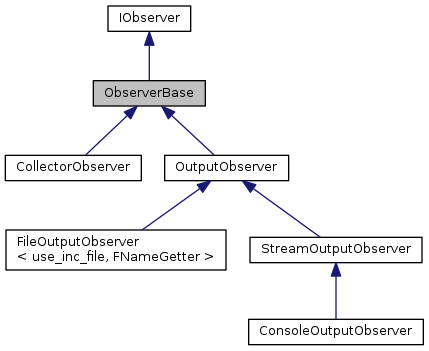 IObserver
ObserverBase
CollectorObserver
OutputObserver
FileOutputObserver
< use_inc_file, FNameGetter >
StreamOutputObserver
ConsoleOutputObserver